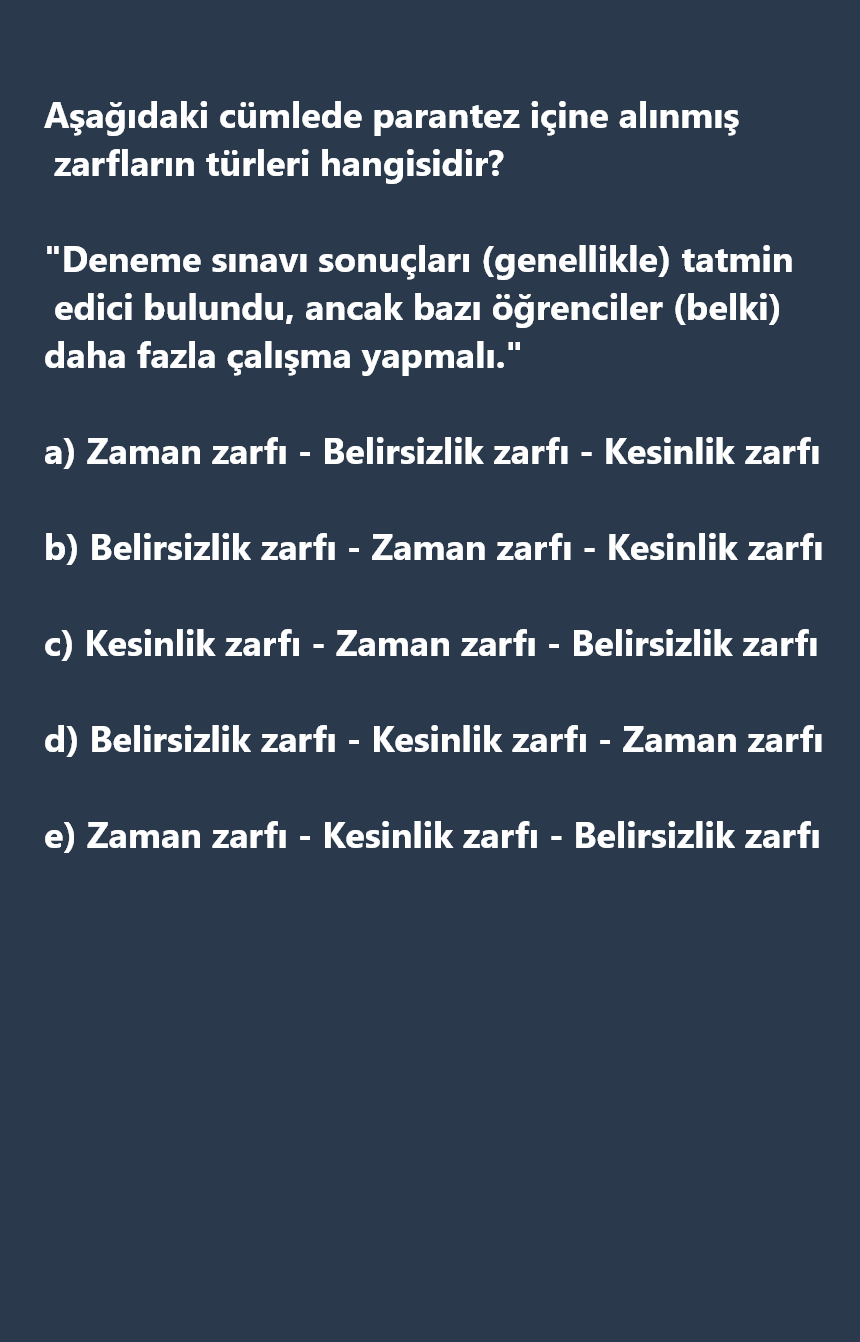 Aşağıdaki cümlede parantez içine alınmış
zarfların türleri hangisidir?
"Deneme sınavı sonuçları (genellikle) tatmin
edici bulundu, ancak bazı öğrenciler (belki)
daha fazla çalışma yapmalı."
a) Zaman zarfı - Belirsizlik zarfı - Kesinlik zarfı
b) Belirsizlik zarfı - Zaman zarfı - Kesinlik zarfı
c) Kesinlik zarfı - Zaman zarfı - Belirsizlik zarfı
d) Belirsizlik zarfı - Kesinlik zarfı - Zaman zarfı
e) Zaman zarfı - Kesinlik zarfı - Belirsizlik zarfı